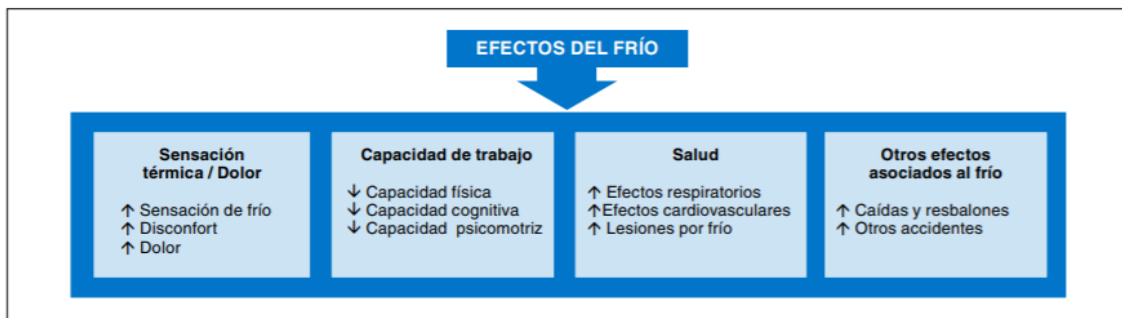 EFECTOS DEL FRÍO
Sensación
térmica / Dolor
↑ Sensación de frío
↑ Disconfort
↑ Dolor
Capacidad de trabajo
↓ Capacidad física
↓ Capacidad cognitiva
↓ Capacidad psicomotriz
Salud
↑ Efectos respiratorios
↑Efectos cardiovasculares
↑ Lesiones por frío
Otros efectos
asociados al frío
↑ Caídas y resbalones
↑ Otros accidentes